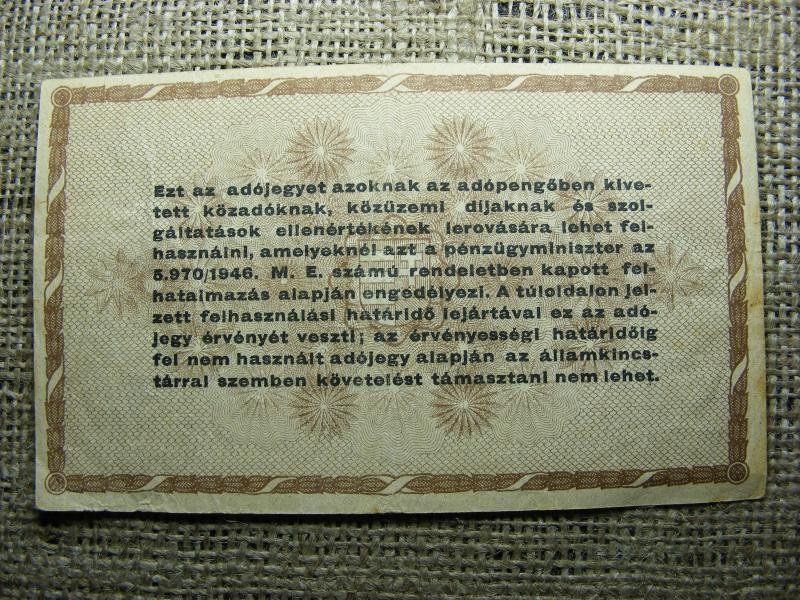 Ezt az adójegyet azoknak az adópengőben kive-
tett közadóknak, közüzemi díjaknak és szol-
gáltatások ellenértékének lerovására lehet fel-
használni, amelyeknél azt a pénzügyminiszter az
5.970/1946. M. E. számú rendeletben kapott fel-
hatalmazás alapján engedélyezi. A túloldalon jel-
zett felhasználási határidő lejártával ez az adó-
jegy érvényét veszti; az érvényességi határidőig
fel nem használt adójegy alapján az államkincs-
tárral szemben követelést támasztani nem lehet.